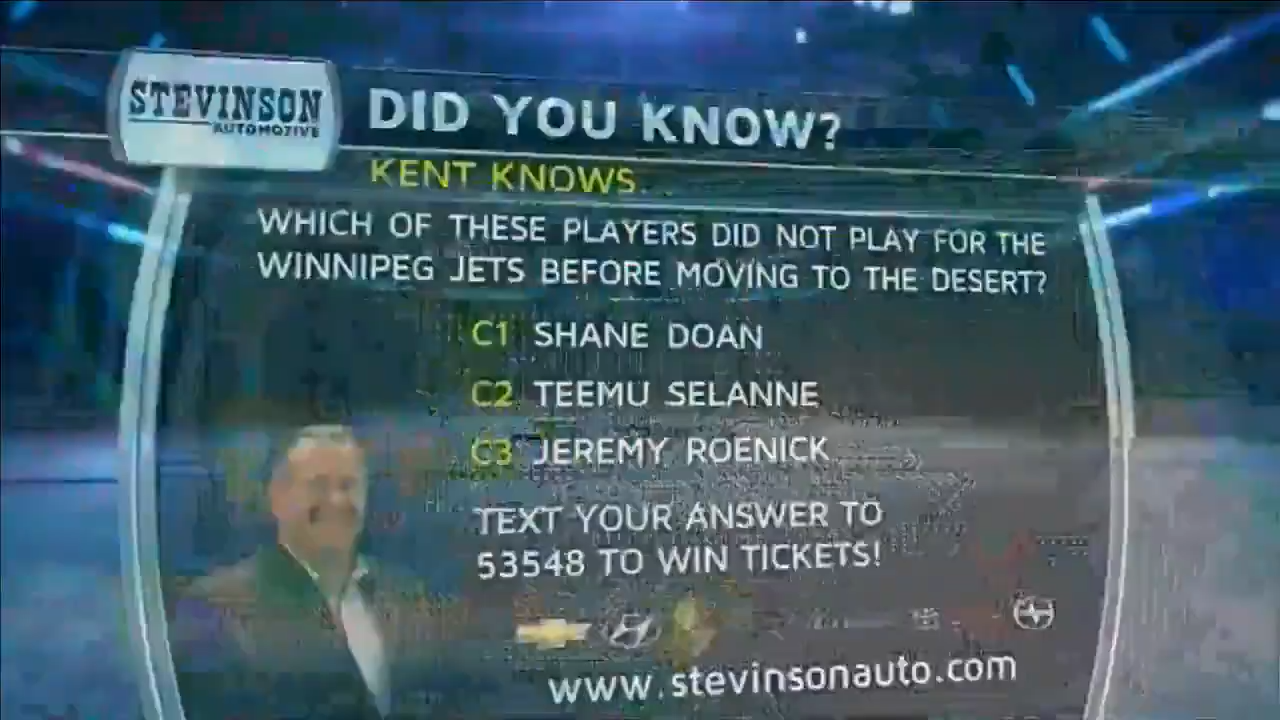 STEVINSON
AUTOMOTIVE
DID YOU KNOW?
KENT KNOWS...
WHICH OF THESE PLAYERS DID NOT PLAY FOR THE
WINNIPEG JETS BEFORE MOVING TO THE DESERT?
C1 SHANE DOAN
C2 TEEMU SELANNE
C3 JEREMY ROENICK
TEXT YOUR ANSWER TO
53548 TO WIN TICKETS!
www.stevinsonauto.com